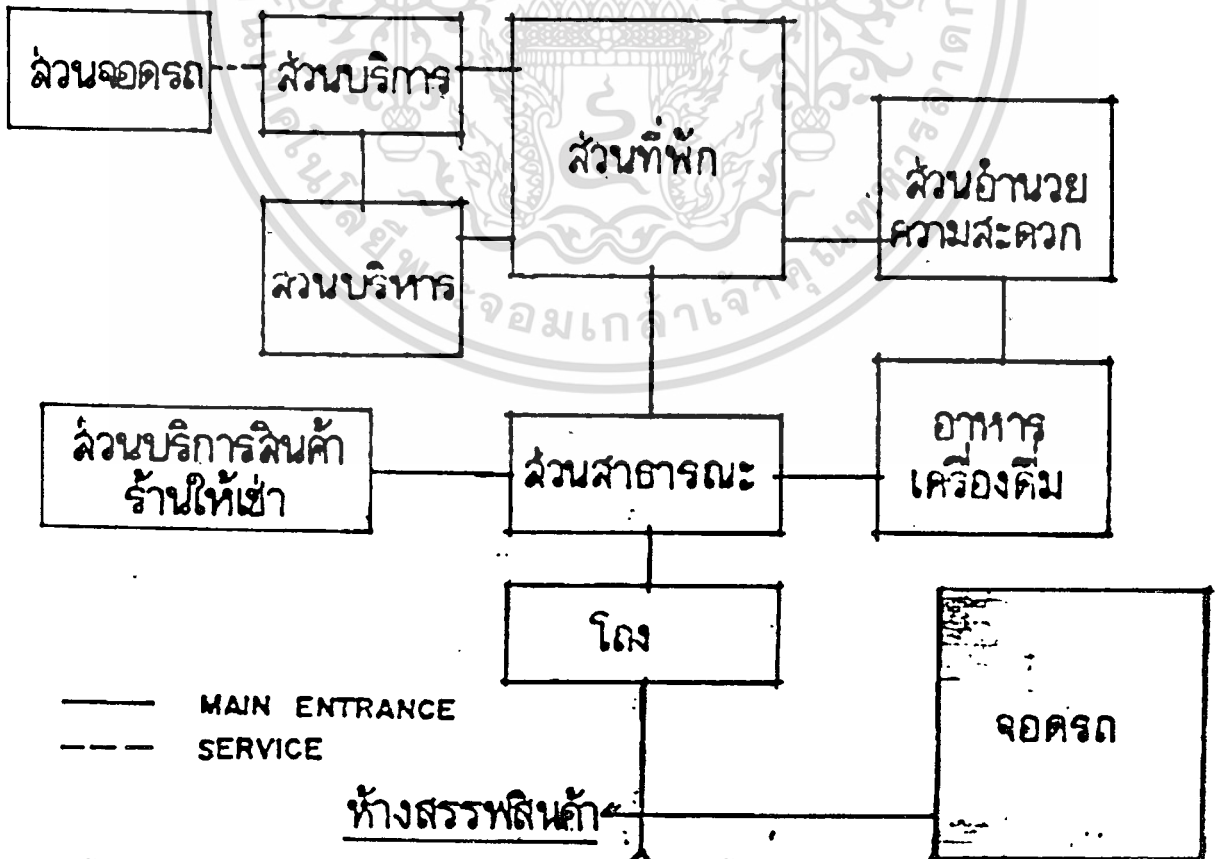 ส่วนจอดรถ
ส่วนบริการ
ส่วนที่พัก
ส่วนอำนวย
ความสะดวก
ส่วนบริหาร
ส่วนบริการสินค้า
ร้านให้เช่า
ส่วนสาธารณะ
อาหาร
เครื่องดื่ม
โถง
จอดรถ
MAIN ENTRANCE
SERVICE
ห้างสรรพสินค้า